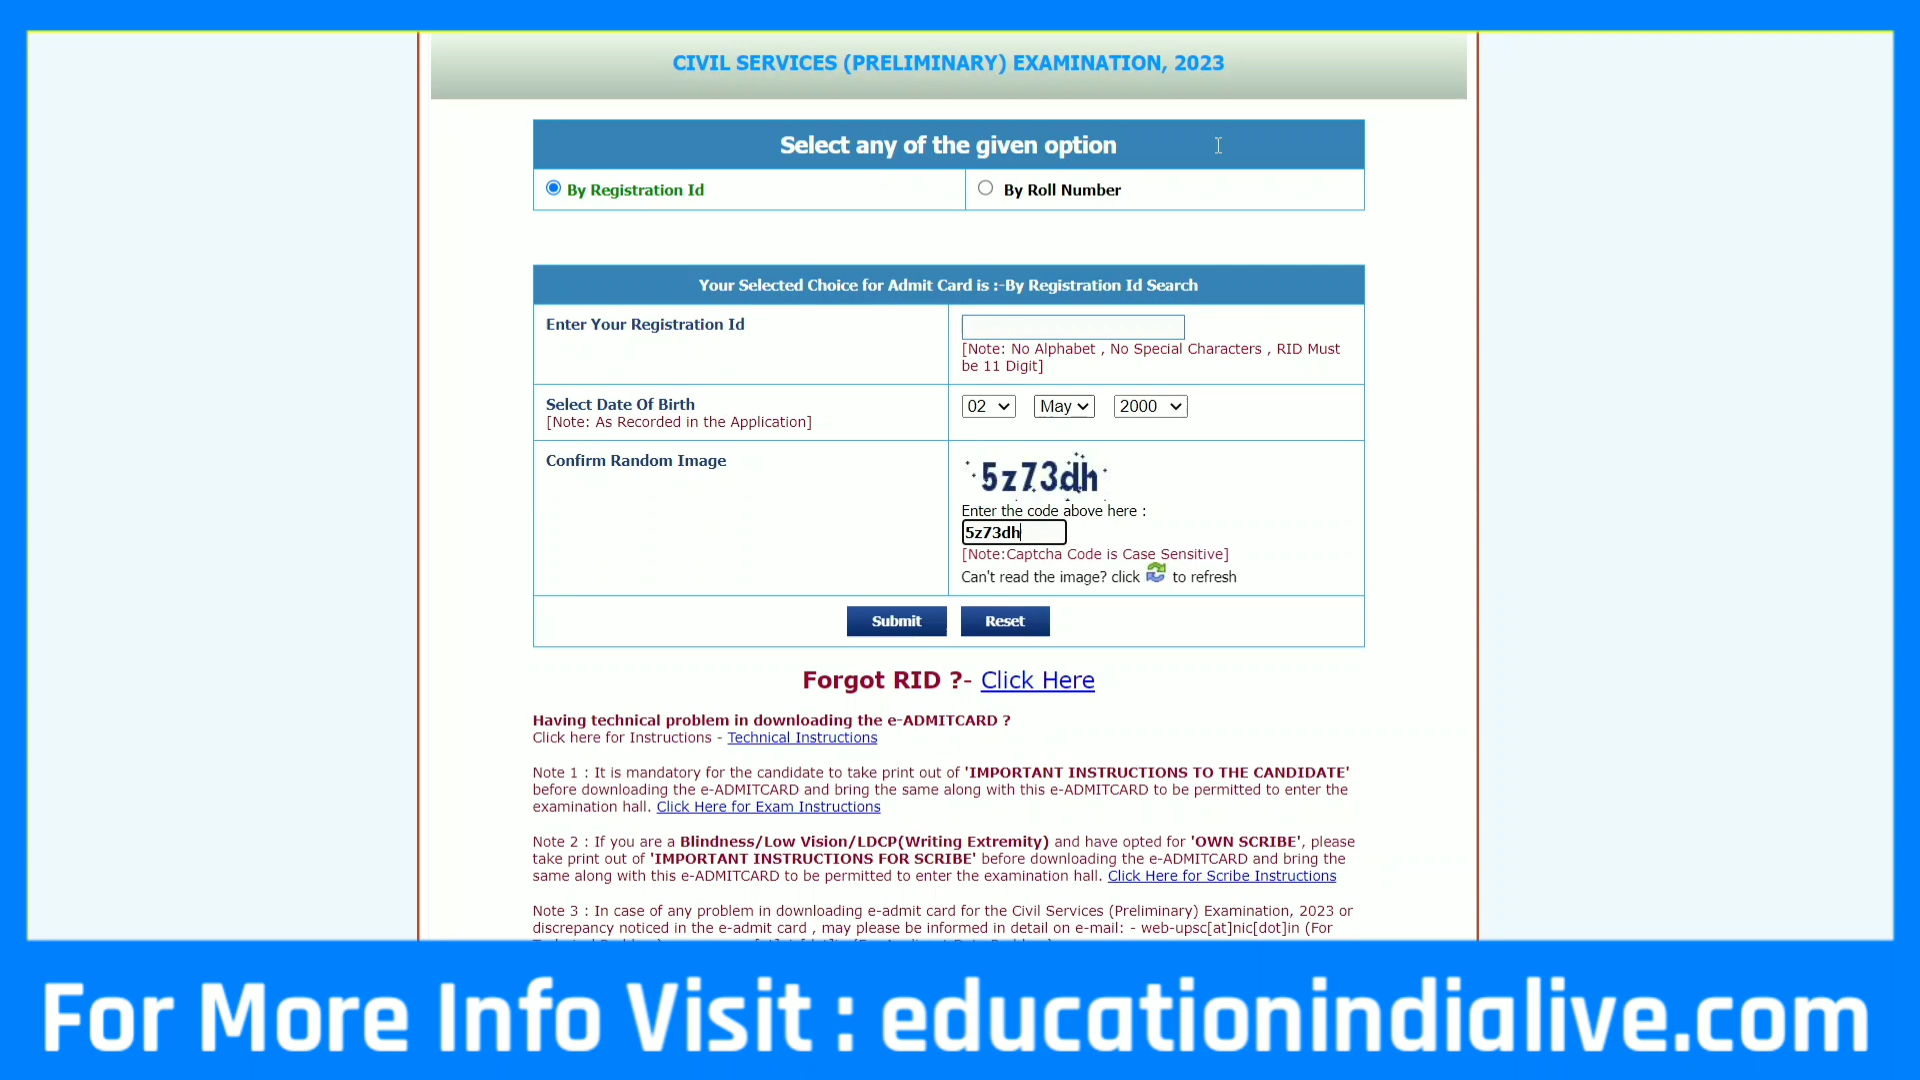 CIVIL SERVICES (PRELIMINARY) EXAMINATION, 2023
Select any of the given option
By Registration Id
By Roll Number
Your Selected Choice for Admit Card is :-By Registration Id Search
Enter Your Registration Id
[Note: No Alphabet , No Special Characters , RID Must
be 11 Digit]
Select Date Of Birth
[Note: As Recorded in the Application]
02 May 2000
Confirm Random Image
5z73dh
Enter the code above here :
5z73dh
[Note:Captcha Code is Case Sensitive]
Can't read the image? click to refresh
Submit Reset
Forgot RID ?- Click Here
Having technical problem in downloading the e-ADMITCARD ?
Click here for Instructions - Technical Instructions
Note 1 : It is mandatory for the candidate to take print out of 'IMPORTANT INSTRUCTIONS TO THE CANDIDATE'
before downloading the e-ADMITCARD and bring the same along with this e-ADMITCARD to be permitted to enter the
examination hall. Click Here for Exam Instructions
Note 2 : If you are a Blindness/Low Vision/LDCP(Writing Extremity) and have opted for 'OWN SCRIBE', please
take print out of 'IMPORTANT INSTRUCTIONS FOR SCRIBE' before downloading the e-ADMITCARD and bring the
same along with this e-ADMITCARD to be permitted to enter the examination hall. Click Here for Scribe Instructions
Note 3 : In case of any problem in downloading e-admit card for the Civil Services (Preliminary) Examination, 2023 or
discrepancy noticed in the e-admit card , may please be informed in detail on e-mail: - web-upsc[at]nic[dot]in (For
For More Info Visit : educationindialive.com